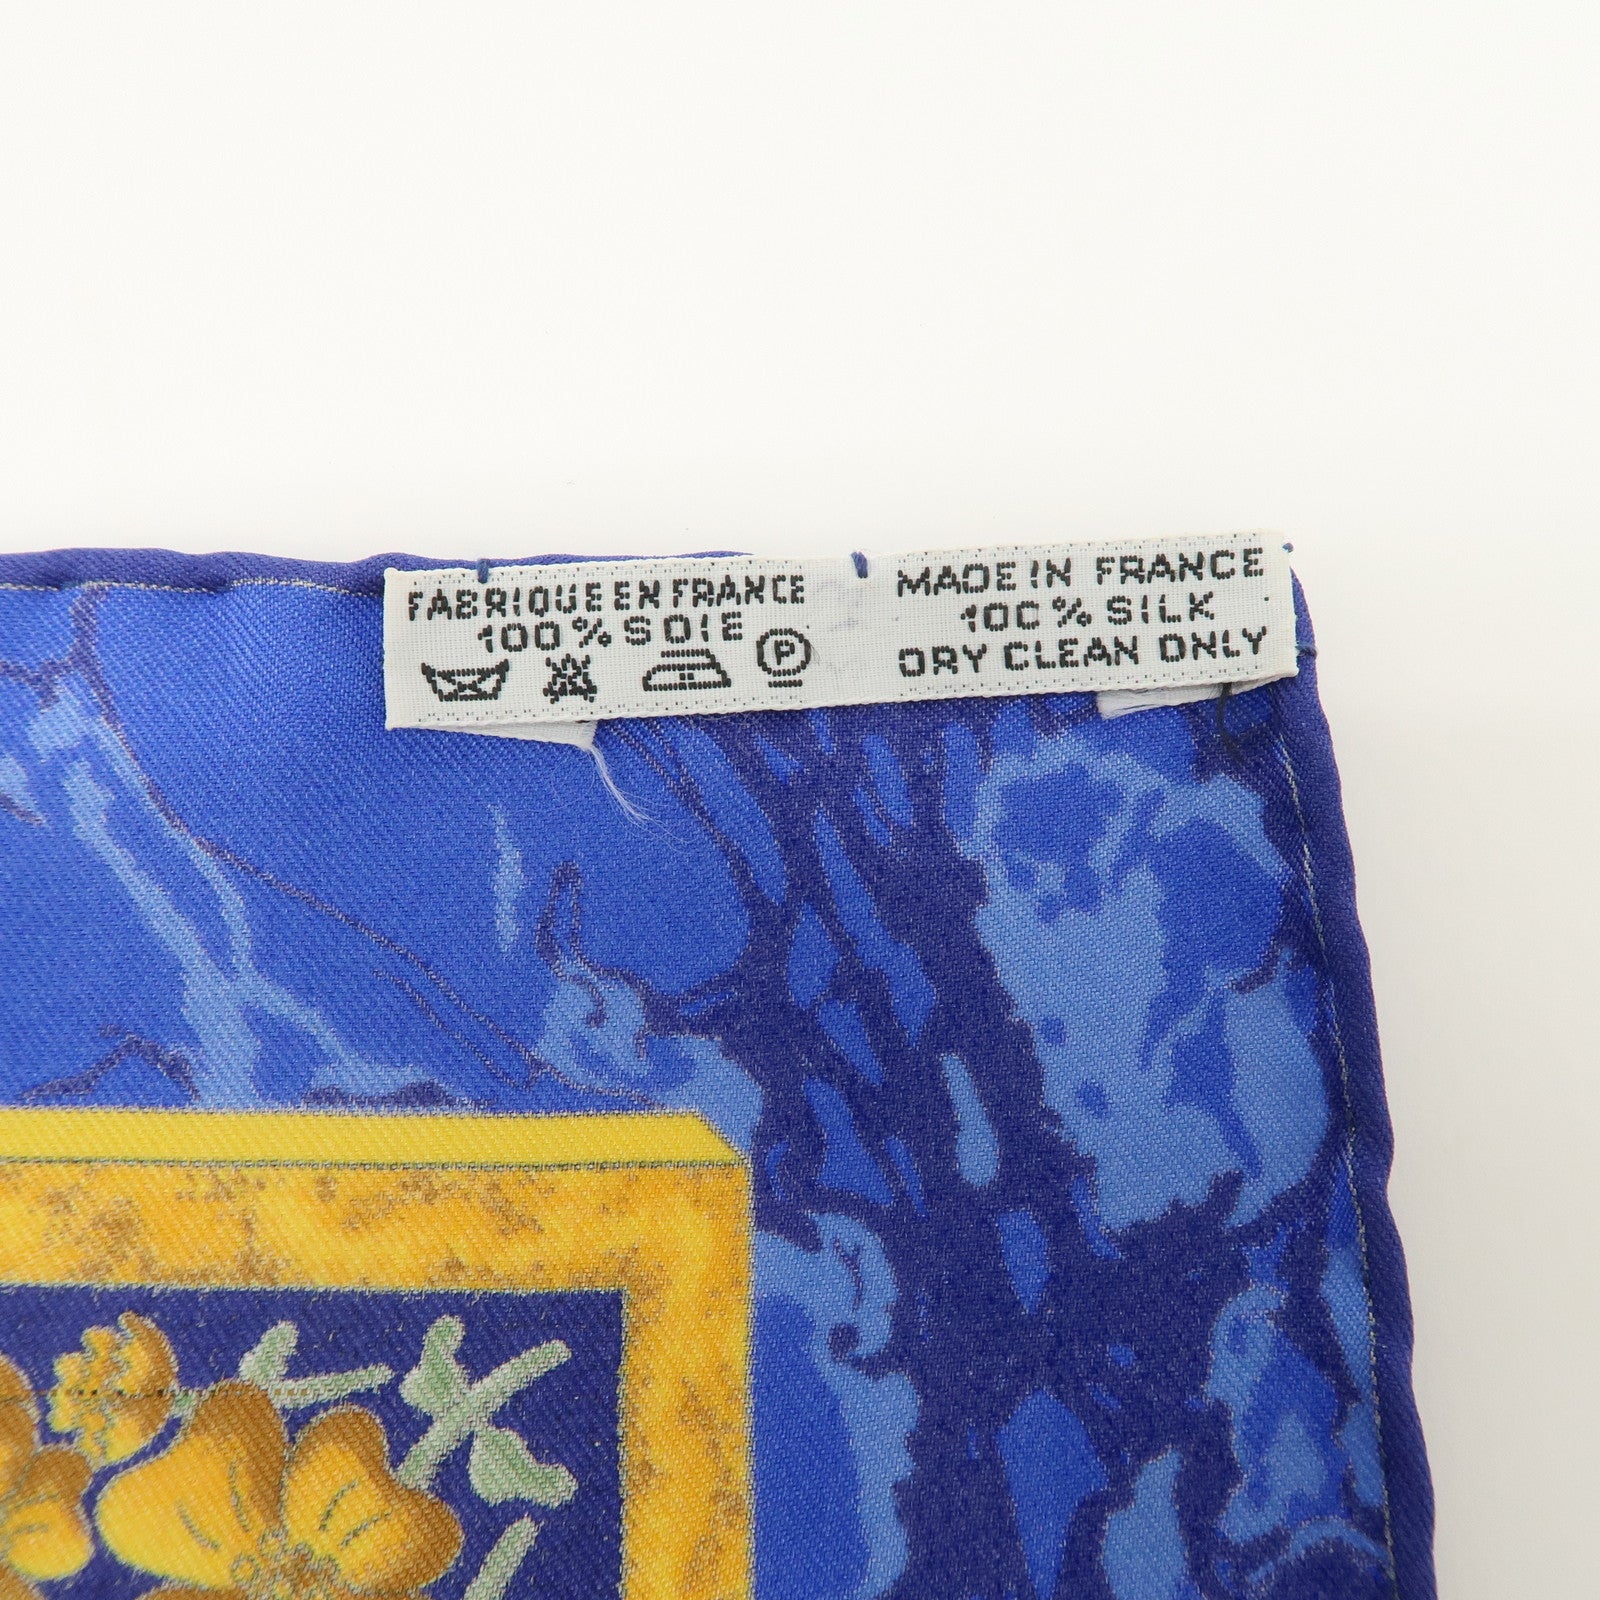 FABRIQUE EN FRANCE
100% SOIE
P
MADE IN FRANCE
100% SILK
DRY CLEAN ONLY